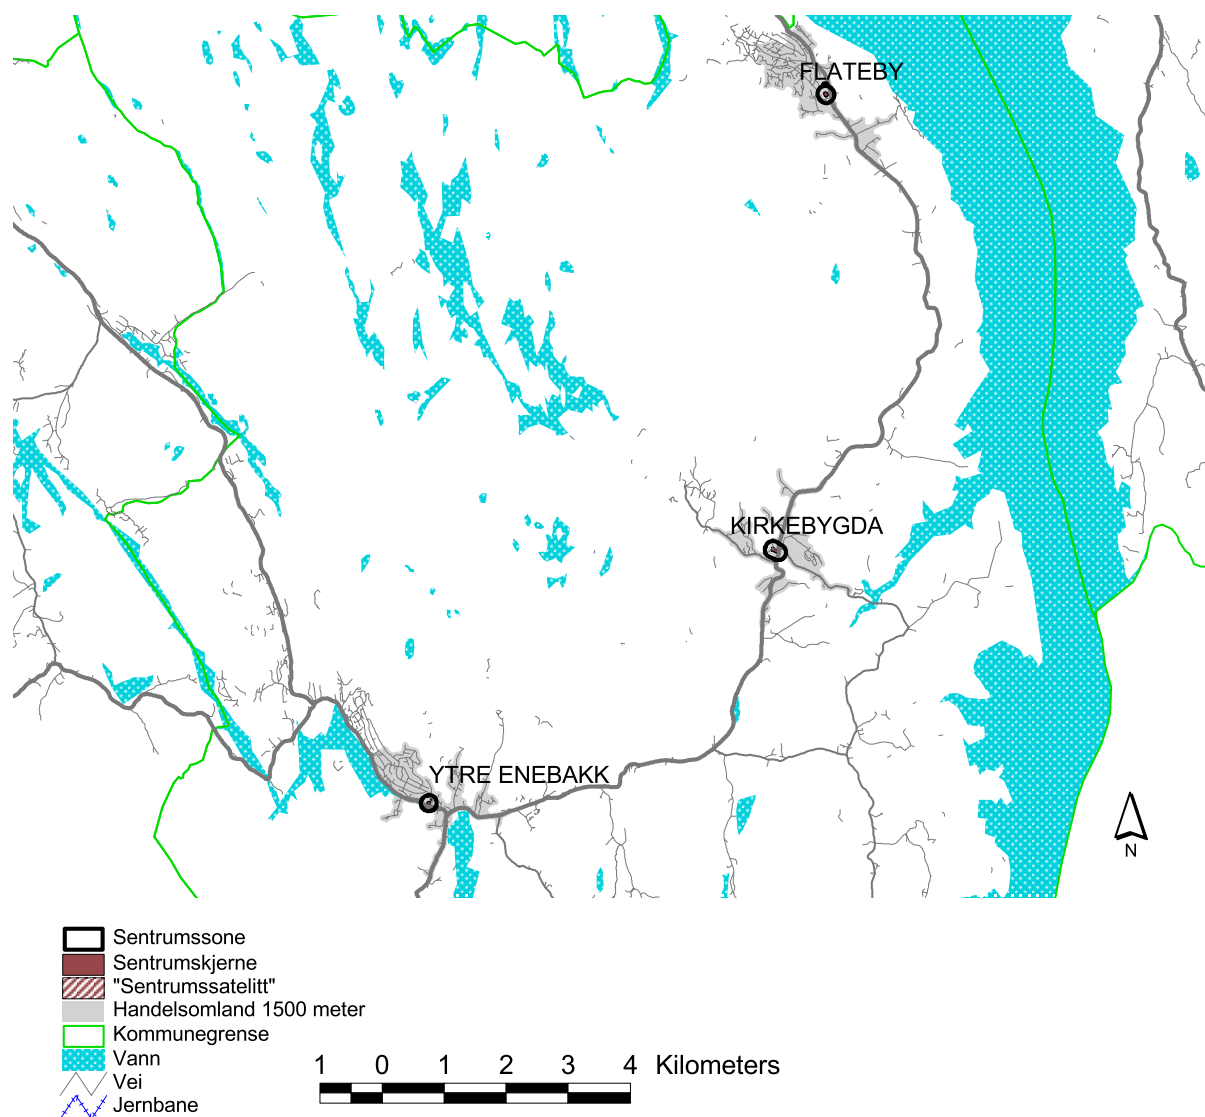 FLATEBY
KIRKEBYGDA
YTRE ENEBAKK
N
Sentrumssone
Sentrumskjerne
"Sentrumssatelitt"
Handelsomland 1500 meter
Kommunegrense
Vann
Vei
Jernbane
1 0 1 2 3 4 Kilometers